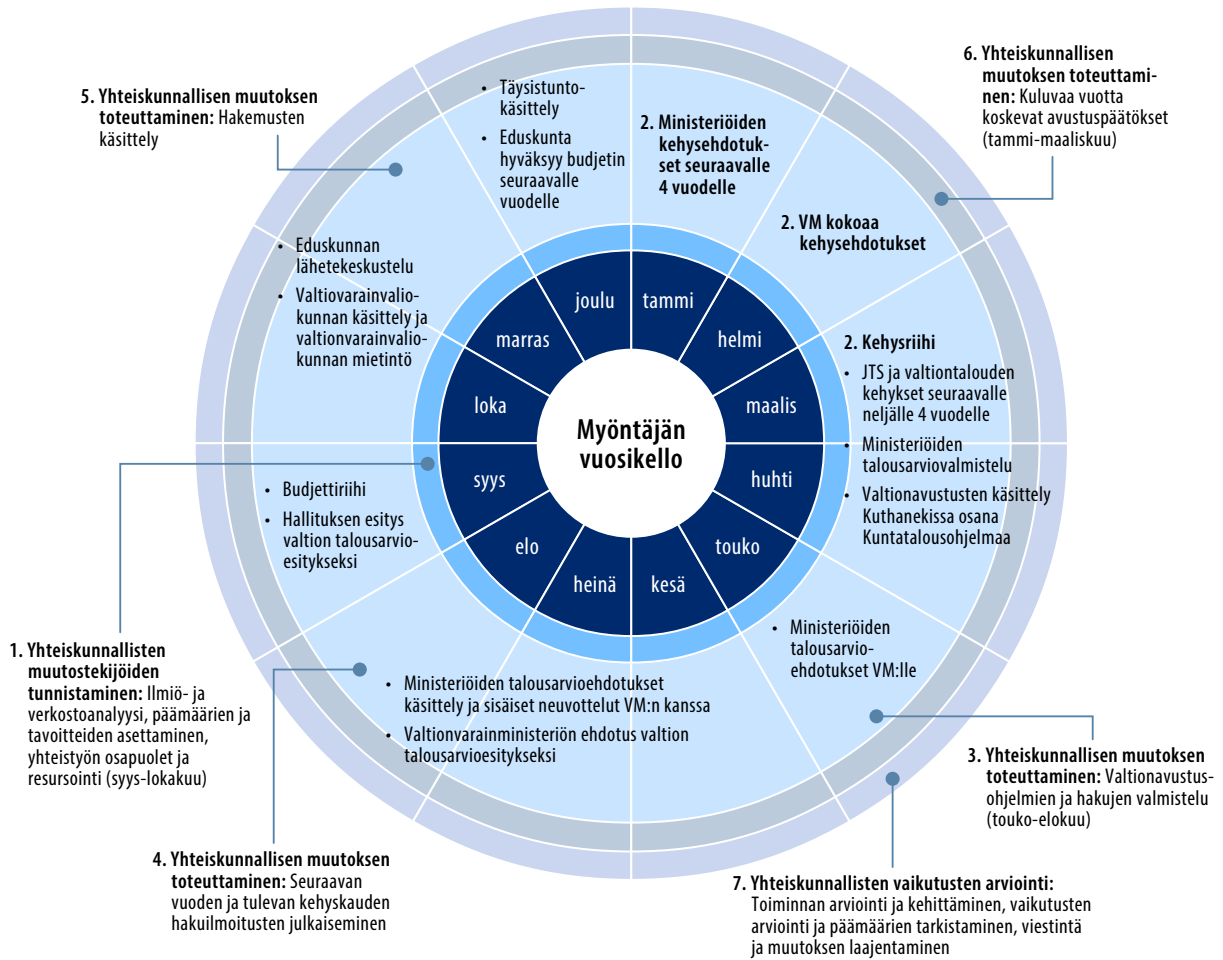 Myöntäjän
vuosikello
tammi
helmi
maalis
huhti
touko
kesä
heinä
elo
syys
loka
marras
joulu
2. Ministeriöiden
kehysehdotuk-
set seuraavalle
4 vuodelle
2. VM kokoaa
kehysehdotukset
2. Kehysriihi
• JTS ja valtiontalouden
kehykset seuraavalle
neljälle 4 vuodelle
• Ministeriöiden
talousarviovalmistelu
• Valtionavustusten käsittely
Kuthanekissa osana
Kuntatalousohjelmaa
• Ministeriöiden
talousarvio-
ehdotukset VM:lle
• Ministeriöiden talousarvioehdotukset
käsittely ja sisäiset neuvottelut VM:n kanssa
• Valtionvarainministeriön ehdotus valtion
talousarvioesitykseksi
• Budjettiriihi
• Hallituksen esitys
valtion talousarvio-
esitykseksi
• Eduskunnan
lähetekeskustelu
• Valtiovarainvalio-
kunnan käsittely ja
valtionvarainvalio-
kunnan mietintö
• Täysistunto-
käsittely
• Eduskunta
hyväksyy budjetin
seuraavalle
vuodelle
1. Yhteiskunnallisten
muutostekijöiden
tunnistaminen: Ilmiö- ja
verkostoanalyysi, päämäärien ja
tavoitteiden asettaminen,
yhteistyön osapuolet ja
resursointi (syys-lokakuu)
3. Yhteiskunnallisen muutoksen
toteuttaminen: Valtionavustus-
ohjelmien ja hakujen valmistelu
(touko-elokuu)
4. Yhteiskunnallisen muutoksen
toteuttaminen: Seuraavan
vuoden ja tulevan kehyskauden
hakuilmoitusten julkaiseminen
5. Yhteiskunnallisen muutoksen
toteuttaminen: Hakemusten
käsittely
6. Yhteiskunnallisen
muutoksen toteuttami-
nen: Kuluvaa vuotta
koskevat avustuspäätökset
(tammi-maaliskuu)
7. Yhteiskunnallisten vaikutusten arviointi:
Toiminnan arviointi ja kehittäminen, vaikutusten
arviointi ja päämäärien tarkistaminen, viestintä
ja muutoksen laajentaminen